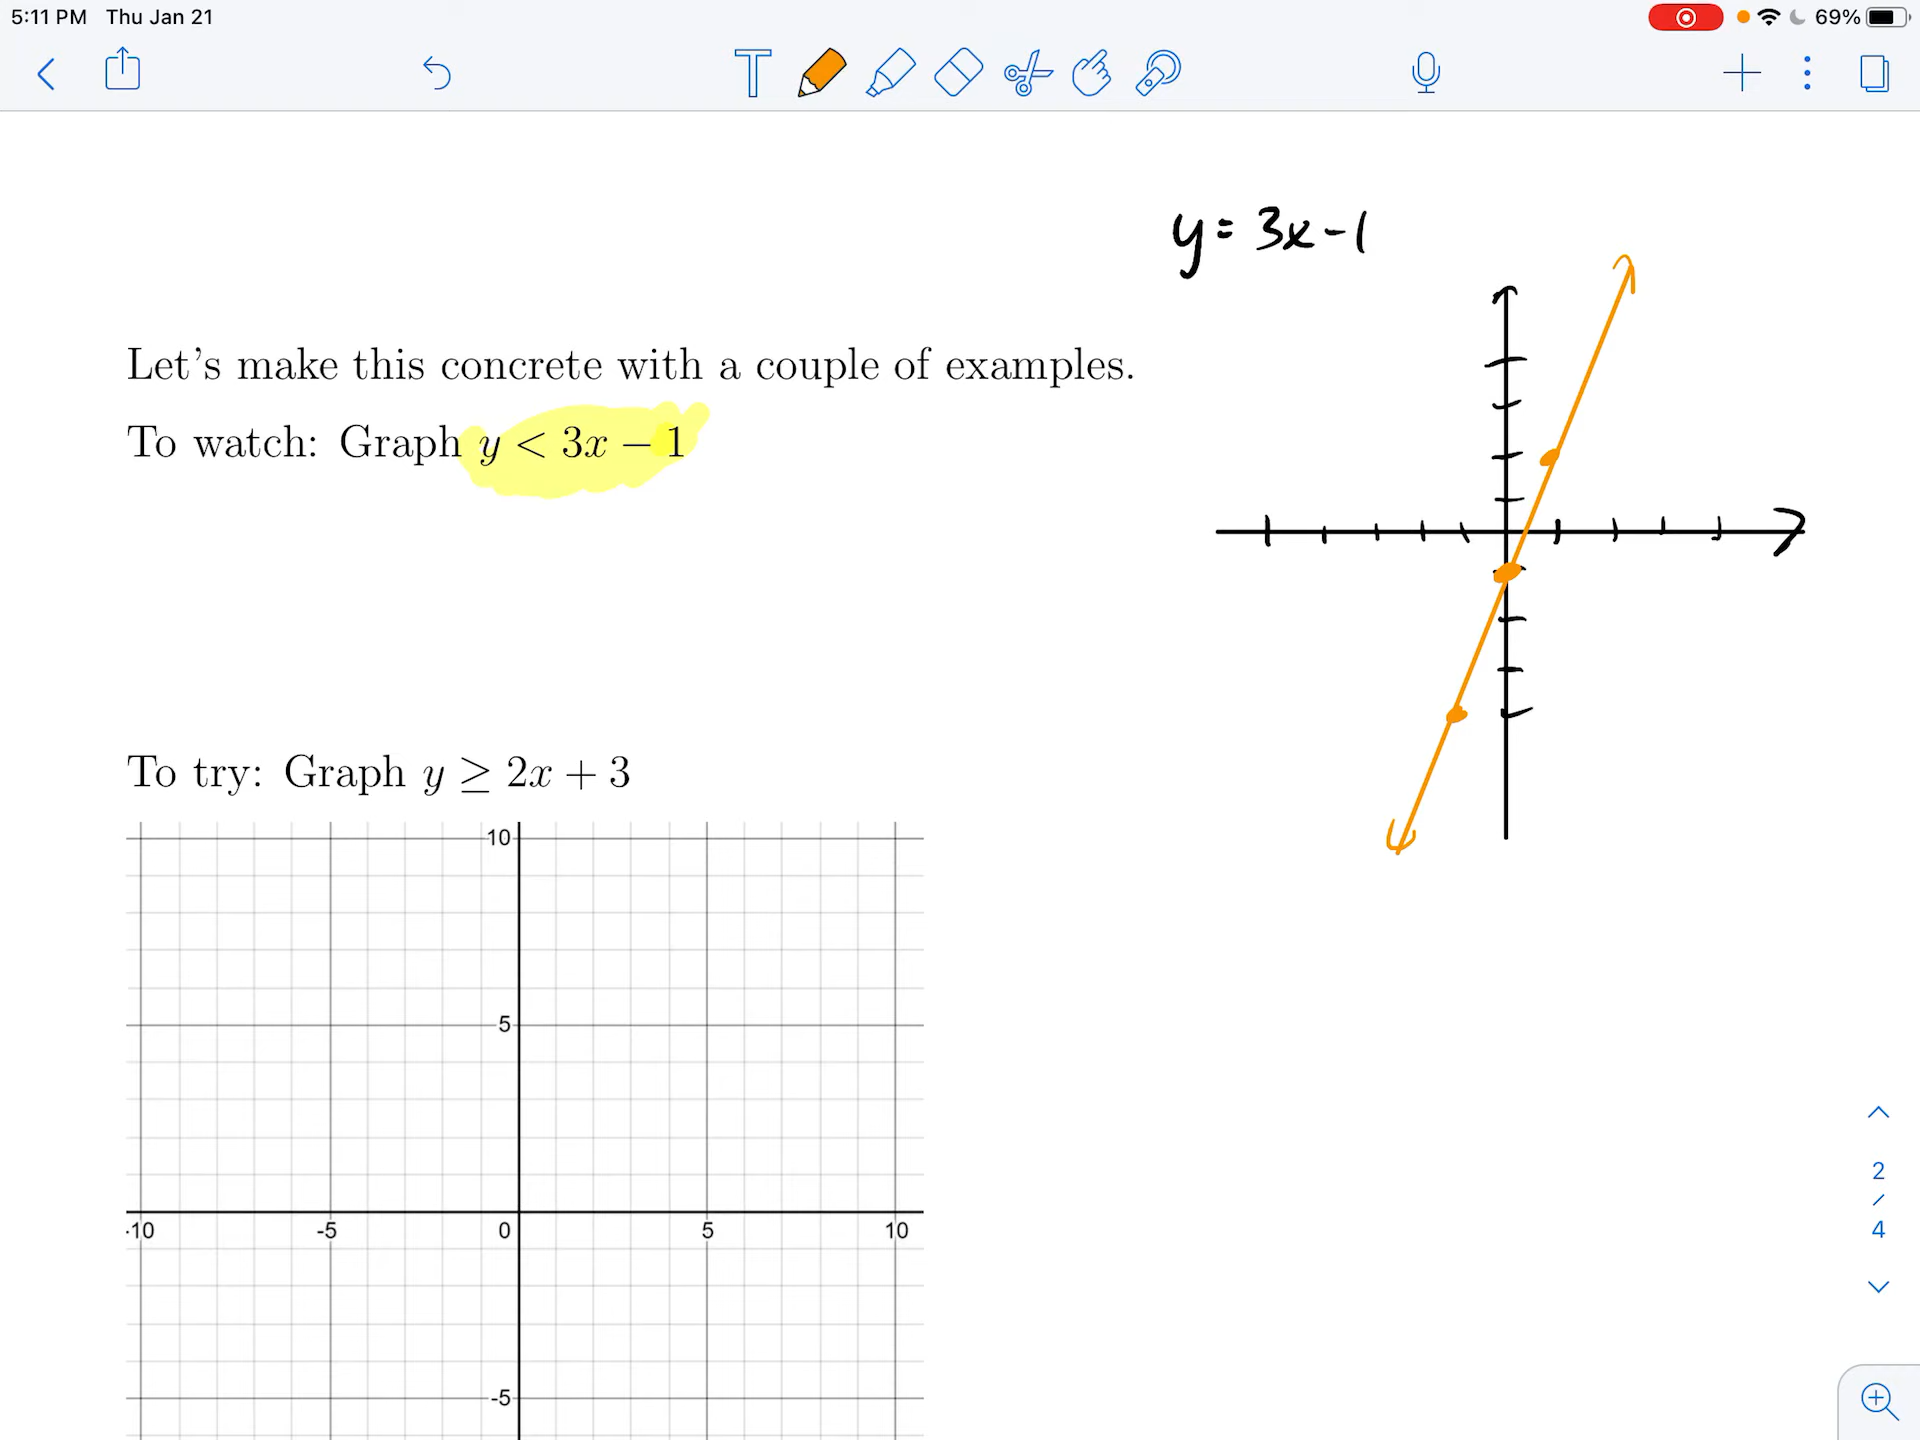 5:11 PM Thu Jan 21
69%
T
y = 3x - 1
Let's make this concrete with a couple of examples.
To watch: Graph y < 3x − 1
To try: Graph y ≥ 2x + 3
10
5
-10 -5 0 5 10
-5
2
/
4